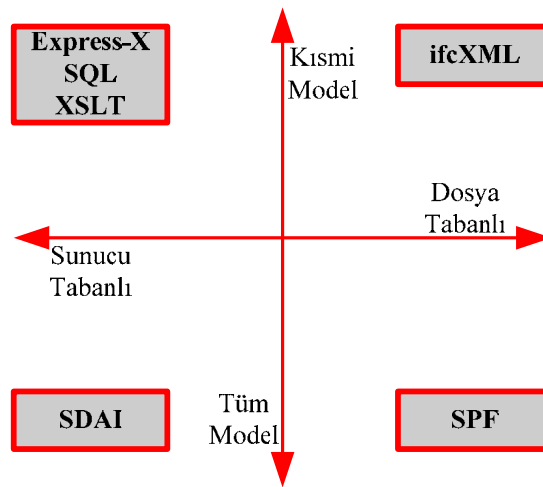 Express-X
SQL
XSLT
Kısmi
Model
ifcXML
Dosya
Tabanlı
Sunucu
Tabanlı
SDAI
Tüm
Model
SPF